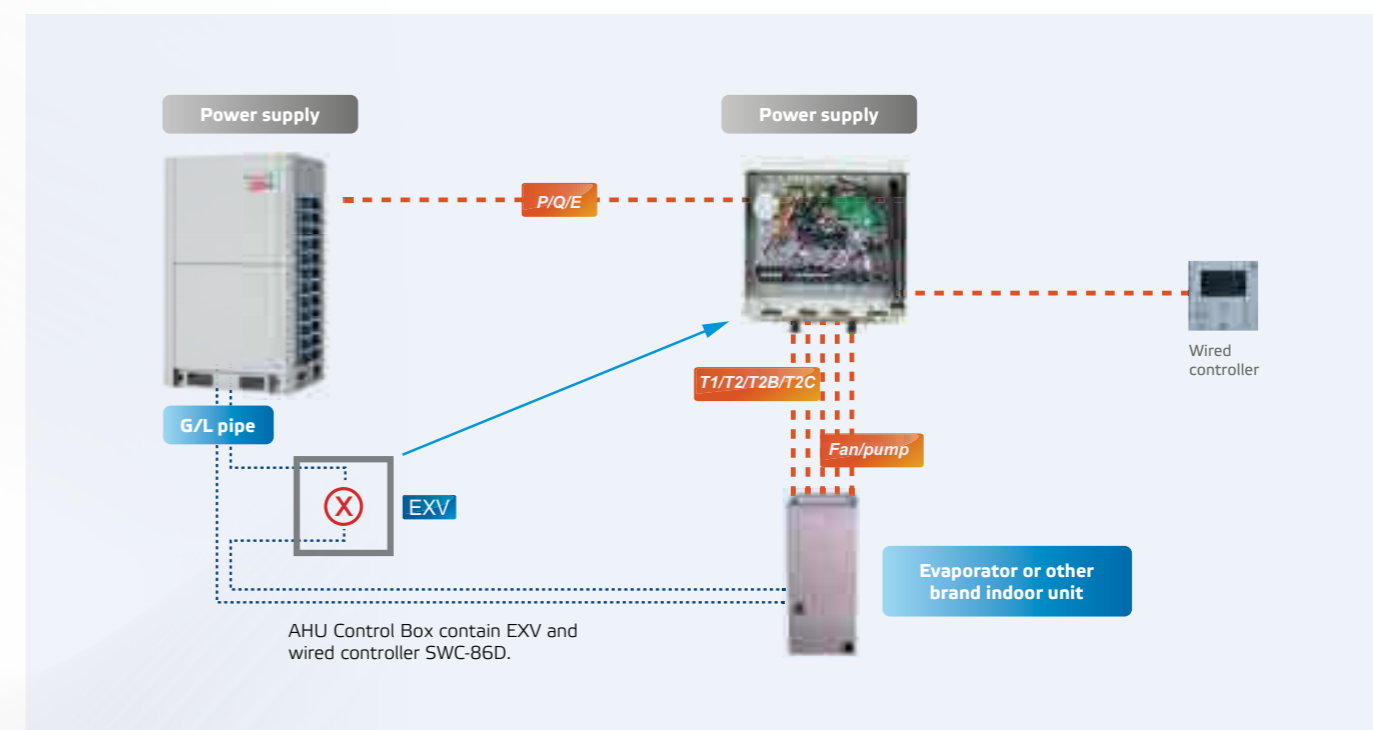 Power supply
Power supply
P/Q/E
Wired
controller
T1/T2/T2B/T2C
G/L pipe
Fan/pump
X
EXV
Evaporator or other
brand indoor unit
AHU Control Box contain EXV and
wired controller SWC-86D.